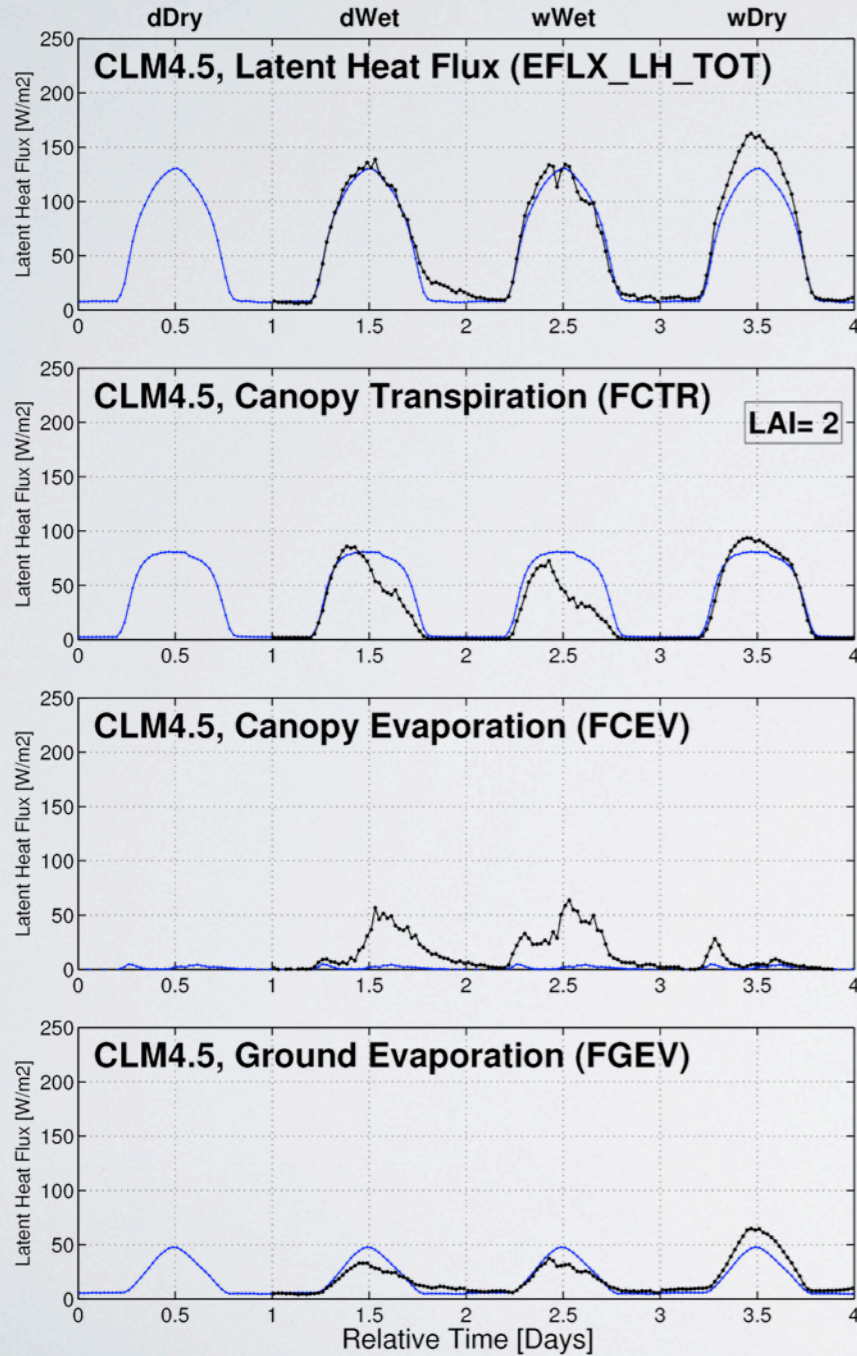 dDry dWet wWet wDry
CLM4.5, Latent Heat Flux (EFLX_LH_TOT)
Latent Heat Flux [W/m2]
250
200
150
100
50
0
0 0.5 1 1.5 2 2.5 3 3.5 4
CLM4.5, Canopy Transpiration (FCTR)
LAI= 2
Latent Heat Flux [W/m2]
250
200
150
100
50
0
0 0.5 1 1.5 2 2.5 3 3.5 4
CLM4.5, Canopy Evaporation (FCEV)
Latent Heat Flux [W/m2]
250
200
150
100
50
0
0 0.5 1 1.5 2 2.5 3 3.5 4
CLM4.5, Ground Evaporation (FGEV)
Latent Heat Flux [W/m2]
250
200
150
100
50
0
0 0.5 1 1.5 2 2.5 3 3.5 4
Relative Time [Days]